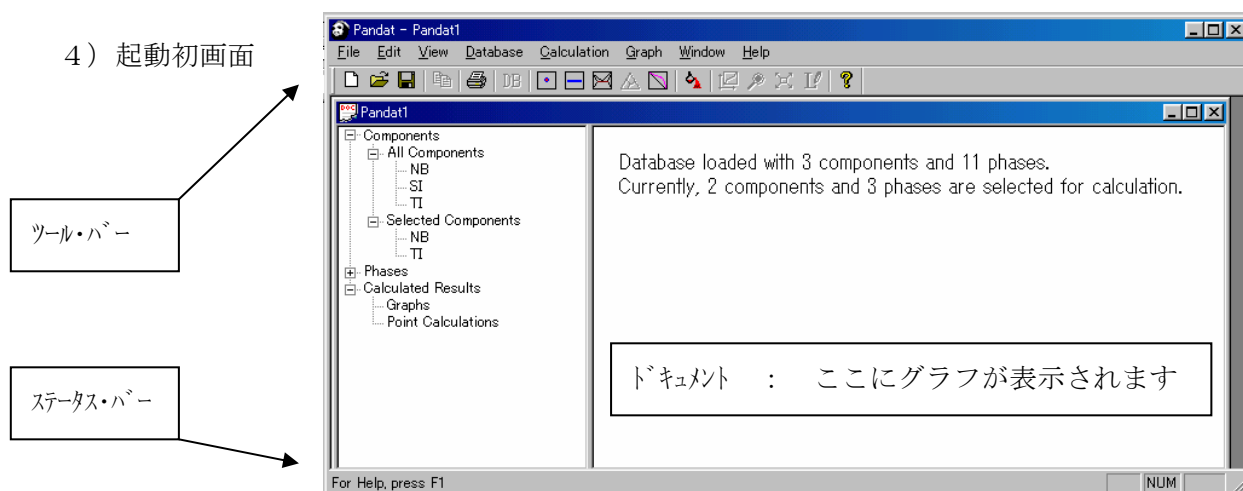 4）起動初画面
Pandat - Pandat1
File Edit View Database Calculation Graph Window Help
DB
ﾂｰﾙ・ﾊﾞｰ
ｽﾃｰﾀｽ・ﾊﾞｰ
DOC
Pandat1
Components
All Components
NB
SI
TI
Selected Components
NB
TI
Phases
Calculated Results
Graphs
Point Calculations
Database loaded with 3 components and 11 phases.
Currently, 2 components and 3 phases are selected for calculation.
ﾄﾞｷｭﾒﾝﾄ ： ここにグラフが表示されます
For Help, press F1
NUM